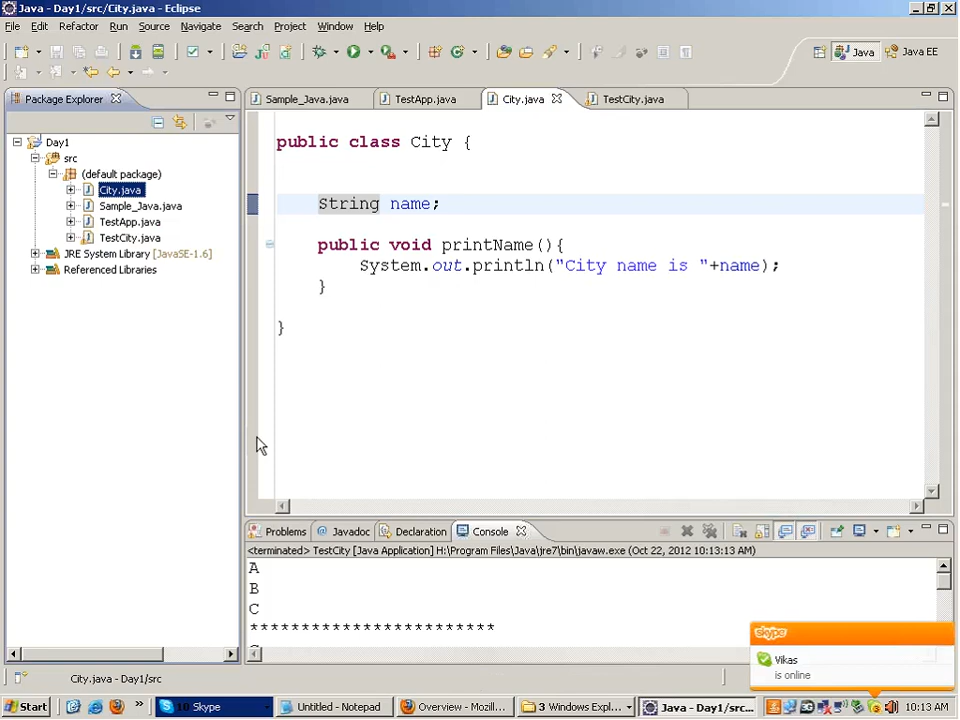 Java - Day1/src/City.java - Eclipse
File Edit Refactor Run Source Navigate Search Project Run Window Help
Java Java EE
Package Explorer
Sample_Java.java TestApp.java City.java TestCity.java
Day1
src
(default package)
City.java
Sample_Java.java
TestApp.java
TestCity.java
JRE System Library [JavaSE-1.6]
Referenced Libraries
public class City {
String name;
public void printName(){
System.out.println("City name is "+name);
}
}
Problems Javadoc Declaration Console
<terminated> TestCity [Java Application] H:\Program Files\Java\jre7\bin\javaw.exe (Oct 22, 2012 10:13:13 AM)
A
B
C
************************
skype
Vikas
is online
City.java - Day1/src
Start » 10 Skype Untitled - Notepad Overview - Mozill... 3 Windows Explor... Java - Day1/src... 10:13 AM